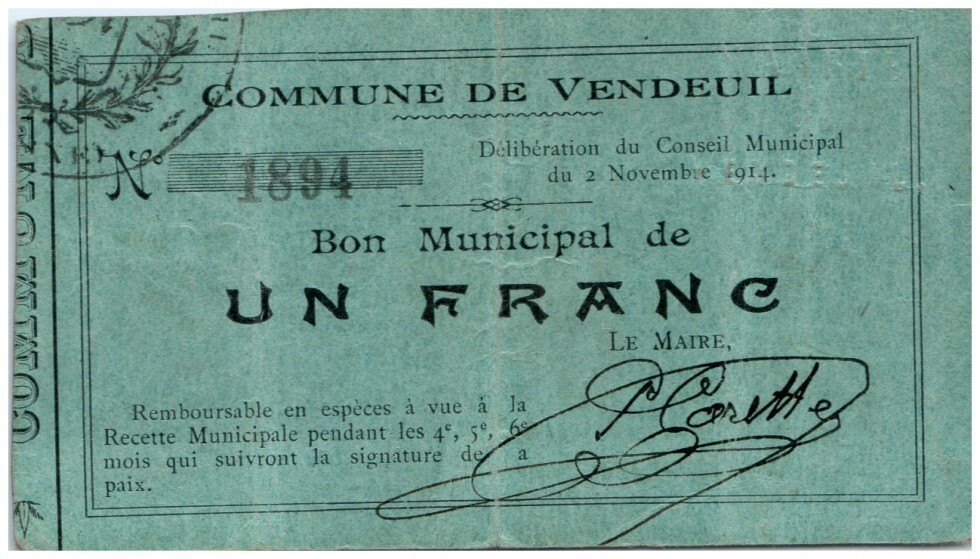 COMMUNE DE VENDEUIL
No 1894
Délibération du Conseil Municipal
du 2 Novembre 1914.
Bon Municipal de
UN FRANC
LE MAIRE,
Remboursable en espèces à vue à la
Recette Municipale pendant les 4e, 5e, 6e
mois qui suivront la signature de a
paix.
COMMUNE